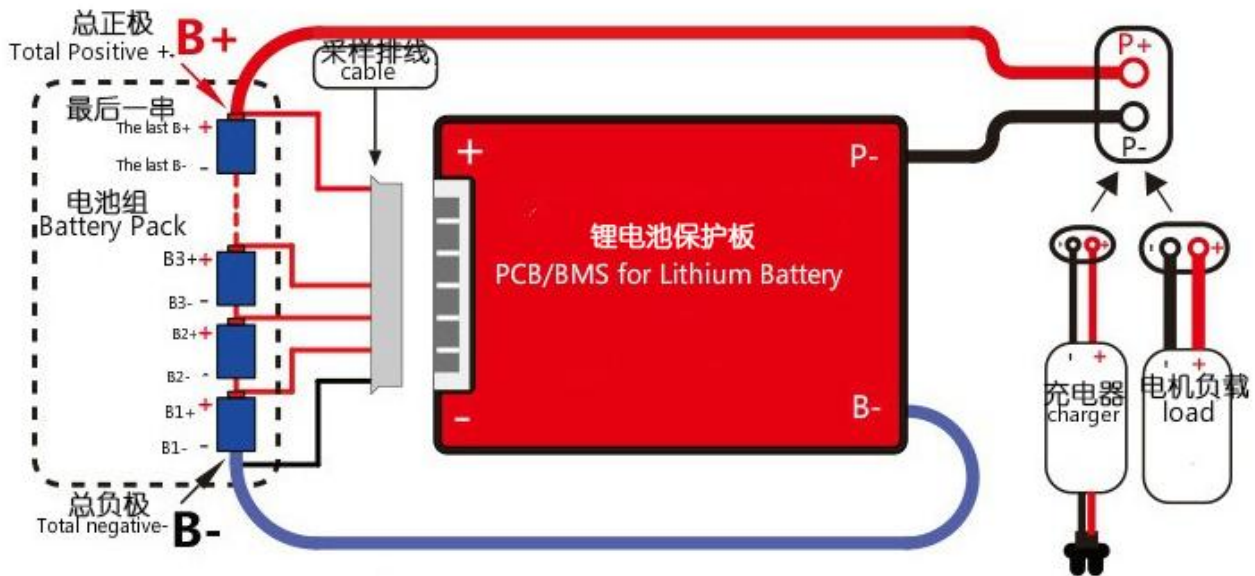 总正极
Total Positive +-
B+
采样排线
cable
P+
P-
最后一串
The last B+ +
The last B- -
电池组
Battery Pack
B3+ +
B3- -
B2+ +
B2- -
B1+ +
B1- -
总负极
Total negative-
B-
+
P-
锂电池保护板
PCB/BMS for Lithium Battery
B-
-
- +
- +
- +
- +
充电器
charger
电机负载
load